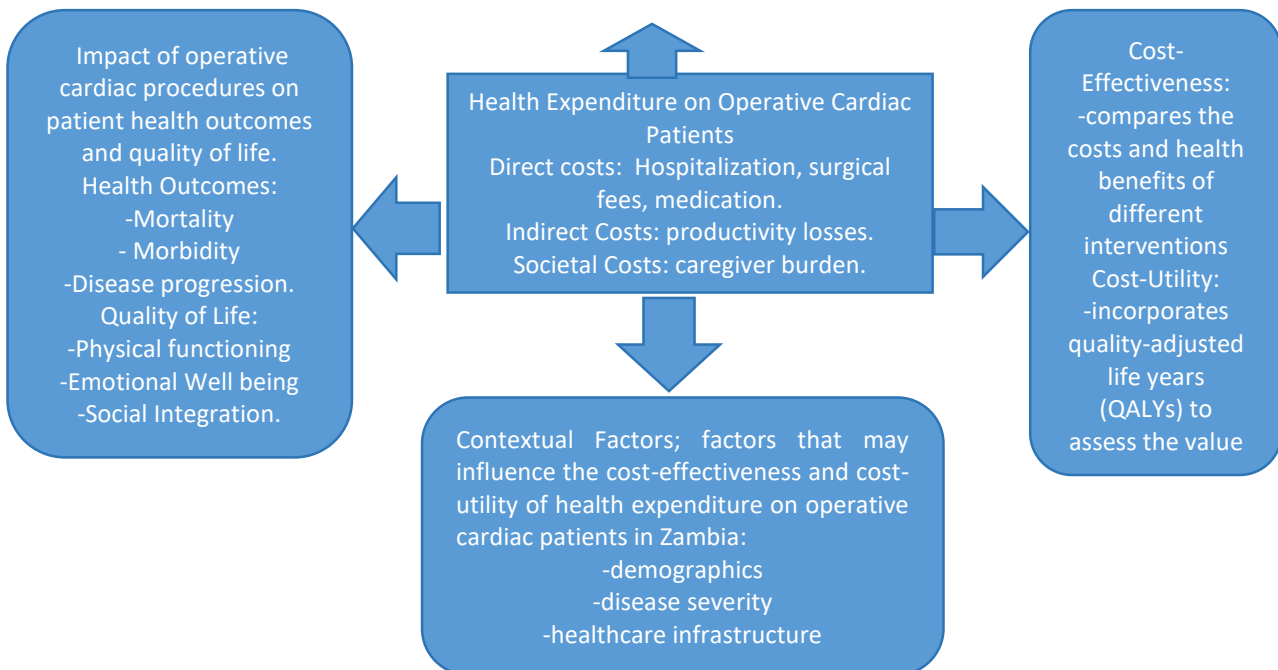 Impact of operative
cardiac procedures on
patient health outcomes
and quality of life.
Health Outcomes:
-Mortality
- Morbidity
-Disease progression.
Quality of Life:
-Physical functioning
-Emotional Well being
-Social Integration.
Health Expenditure on Operative Cardiac
Patients
Direct costs: Hospitalization, surgical
fees, medication.
Indirect Costs: productivity losses.
Societal Costs: caregiver burden.
Cost-
Effectiveness:
-compares the
costs and health
benefits of
different
interventions
Cost-Utility:
-incorporates
quality-adjusted
life years
(QALYs) to
assess the value
Contextual Factors; factors that may
influence the cost-effectiveness and cost-
utility of health expenditure on operative
cardiac patients in Zambia:
-demographics
-disease severity
-healthcare infrastructure